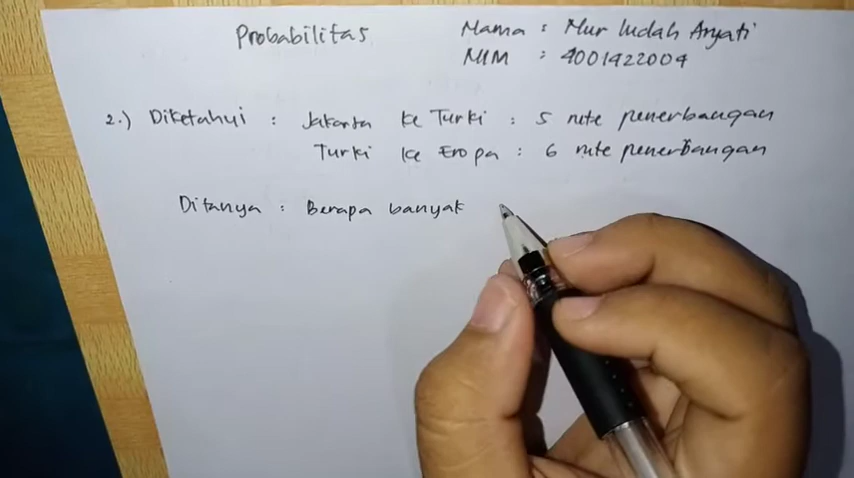 Probabilitas
Nama : Nur Indah Aryati
NIM : 4001422004
2.) Diketahui : Jakarta ke Turki : 5 rute penerbangan
Turki ke Eropa : 6 rute penerbangan
Ditanya : Berapa banyak